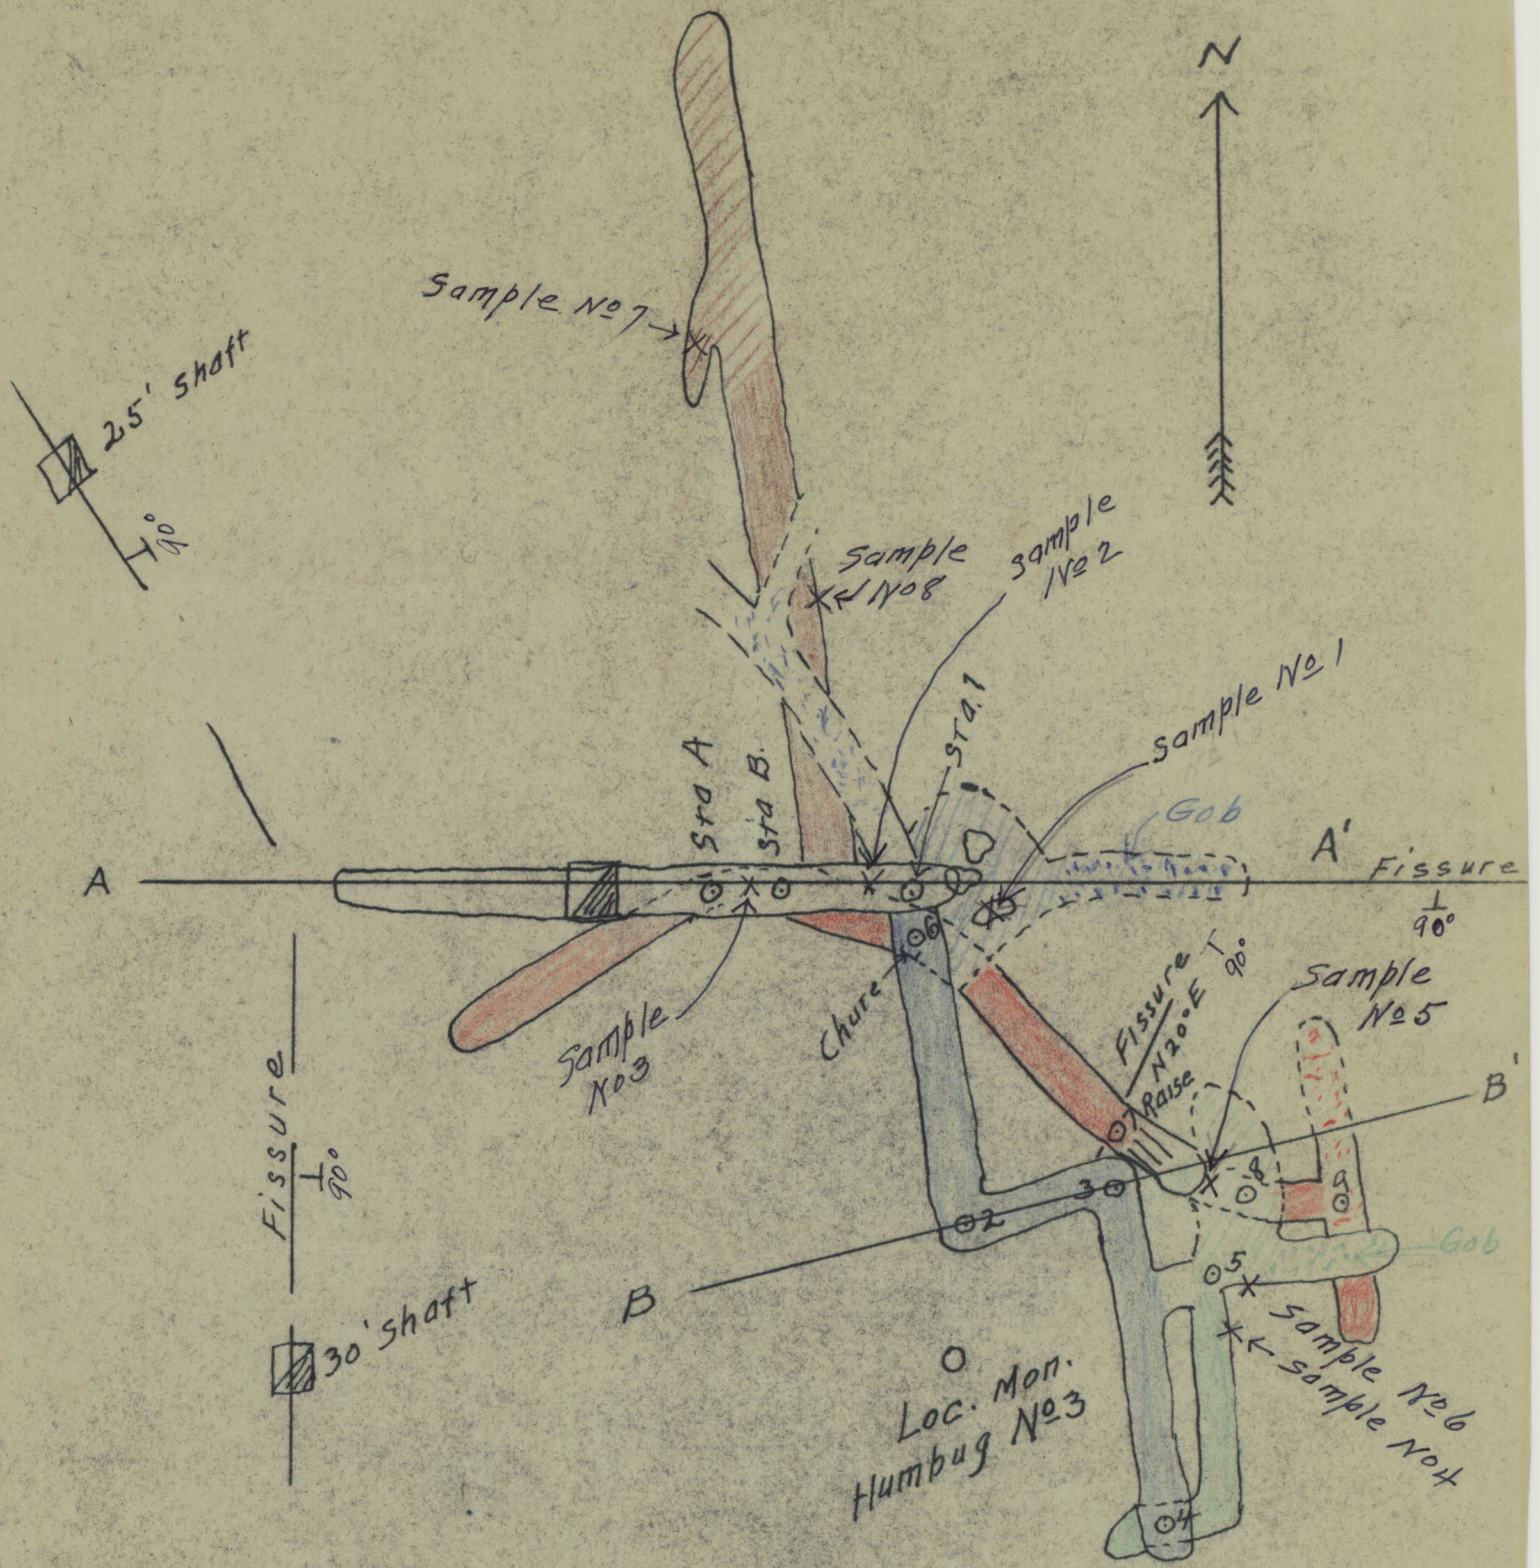 N
Sample No 7
25' shaft
90°
Sample
No 8
Sample
No 2
Sample No 1
Sta. 1
Sta A
Sta B.
Gob
A
A'
Fissure
90°
6
Chute
Fissure
N 20° E
90°
Raise
Sample
No 5
Sample
No 3
7
B'
3
8
9
2
Fissure
90°
B
5
Gob
30' shaft
Sample No 6
Sample No 4
Loc. Mon.
Humbug No 3
4